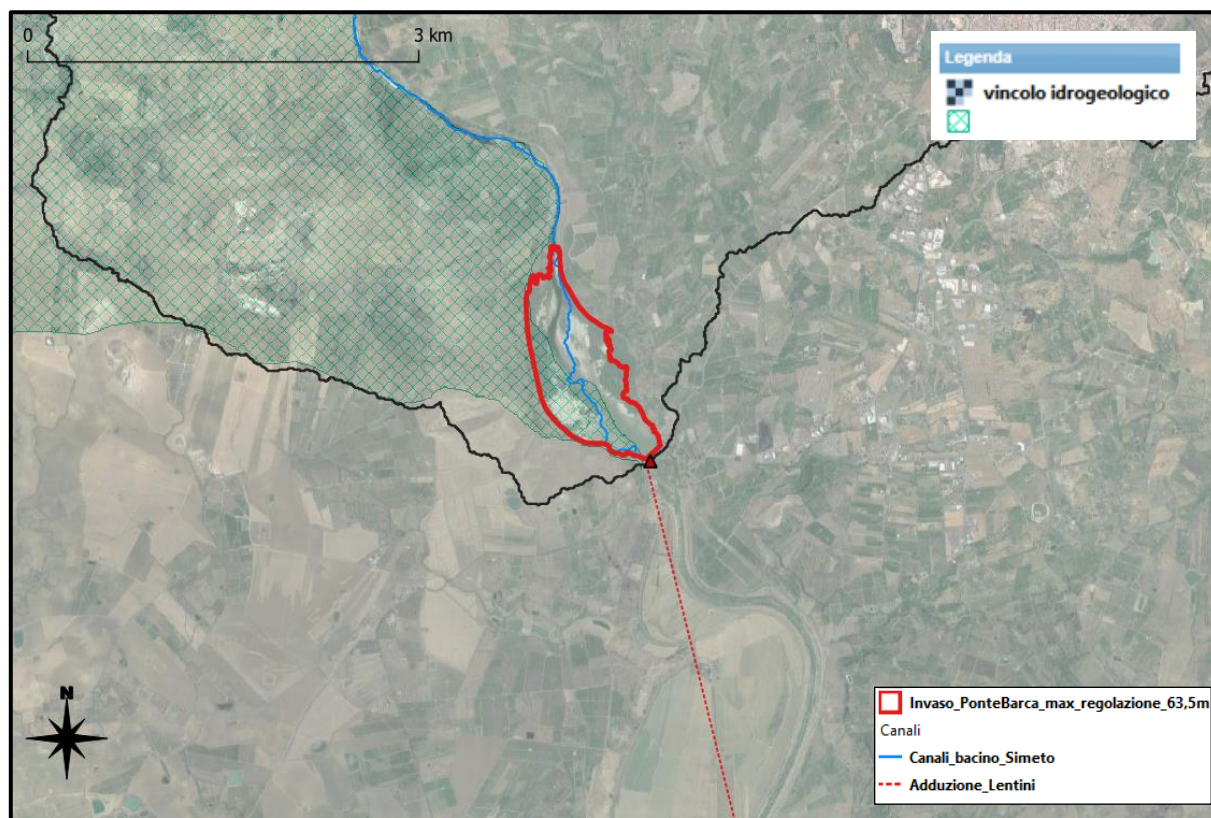 0 3 km
Legenda
vincolo idrogeologico
N
Invaso_PonteBarca_max_regolazione_63,5m
Canali
Canali_bacino_Simeto
Adduzione_Lentini